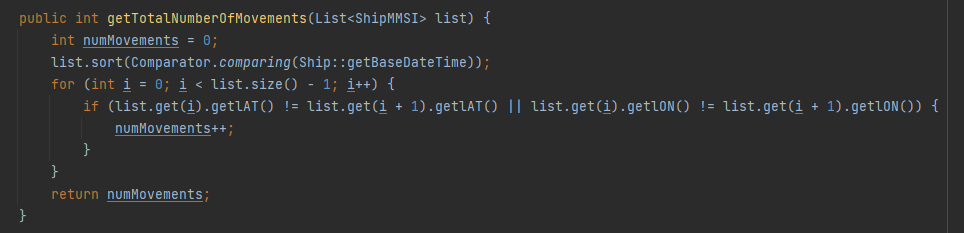 public int getTotalNumberOfMovements(List<ShipMMSI> list) {
    int numMovements = 0;
    list.sort(Comparator.comparing(Ship::getBaseDateTime));
    for (int i = 0; i < list.size() - 1; i++) {
        if (list.get(i).getlAT() != list.get(i + 1).getlAT() || list.get(i).getlON() != list.get(i + 1).getlON()) {
            numMovements++;
        }
    }
    return numMovements;
}